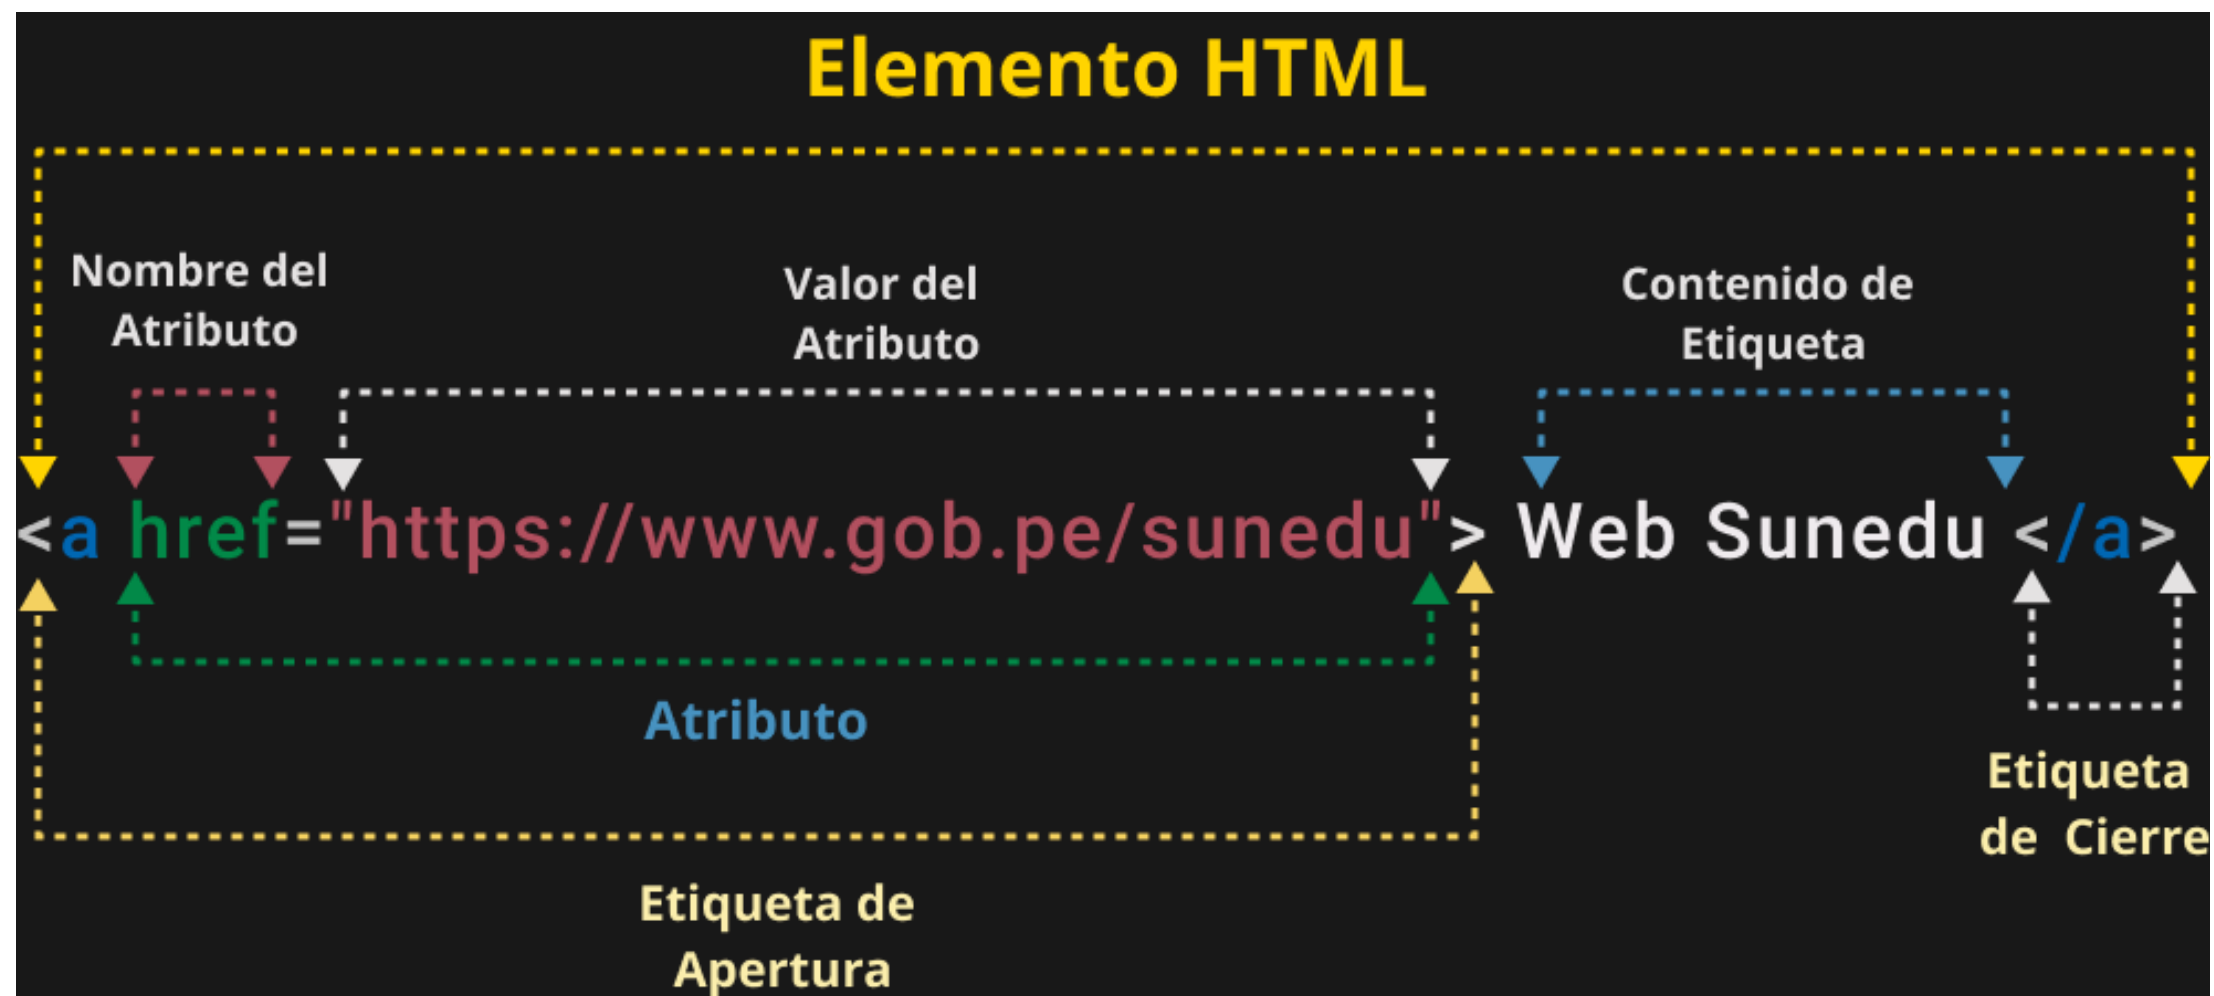 Elemento HTML
Nombre del
Atributo
Valor del
Atributo
Contenido de
Etiqueta
<a href="https://www.gob.pe/sunedu"> Web Sunedu </a>
Atributo
Etiqueta
de Cierre
Etiqueta de
Apertura